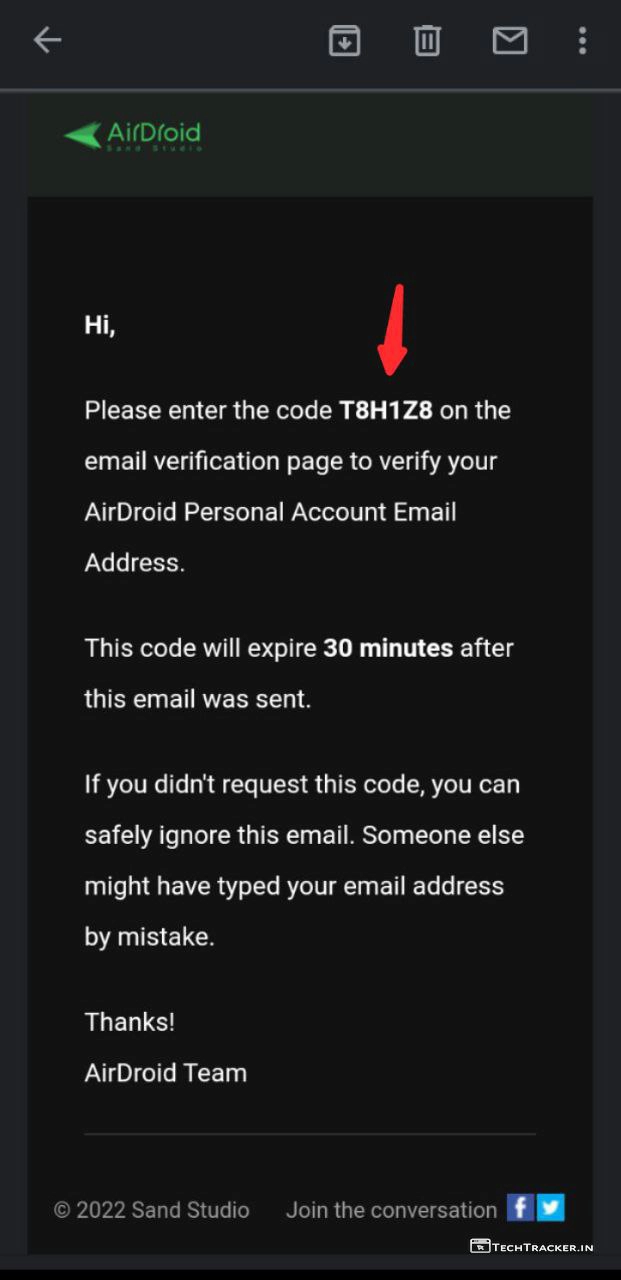 AirDroid
Sand Studio
Hi,
Please enter the code T8H1Z8 on the
email verification page to verify your
AirDroid Personal Account Email
Address.
This code will expire 30 minutes after
this email was sent.
If you didn't request this code, you can
safely ignore this email. Someone else
might have typed your email address
by mistake.
Thanks!
AirDroid Team
© 2022 Sand Studio Join the conversation
TECHTRACKER.IN